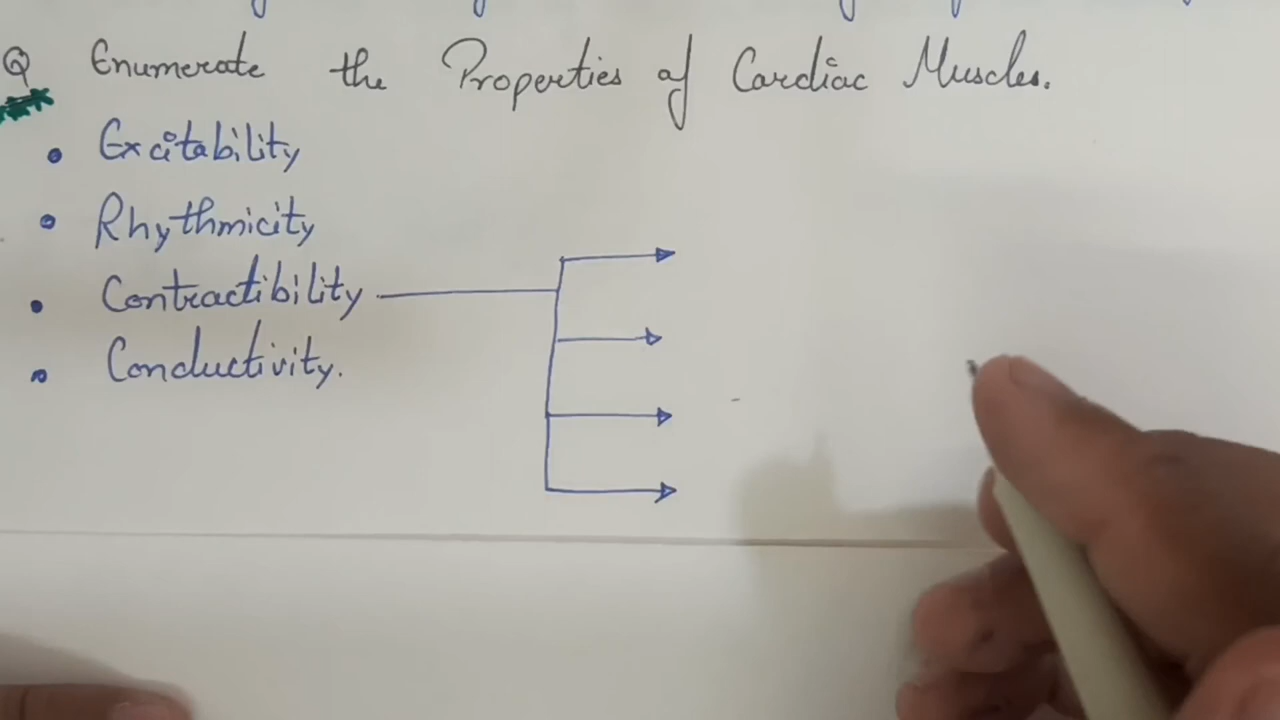 Q Enumerate the Properties of Cardiac Muscles.
• Excitability
• Rhythmicity
• Contractibility
• Conductivity.